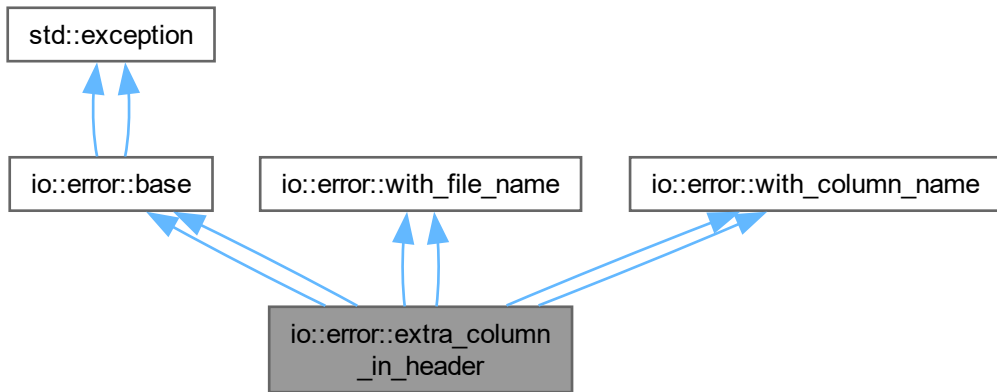 std::exception
io::error::base
io::error::with_file_name
io::error::with_column_name
io::error::extra_column
_in_header